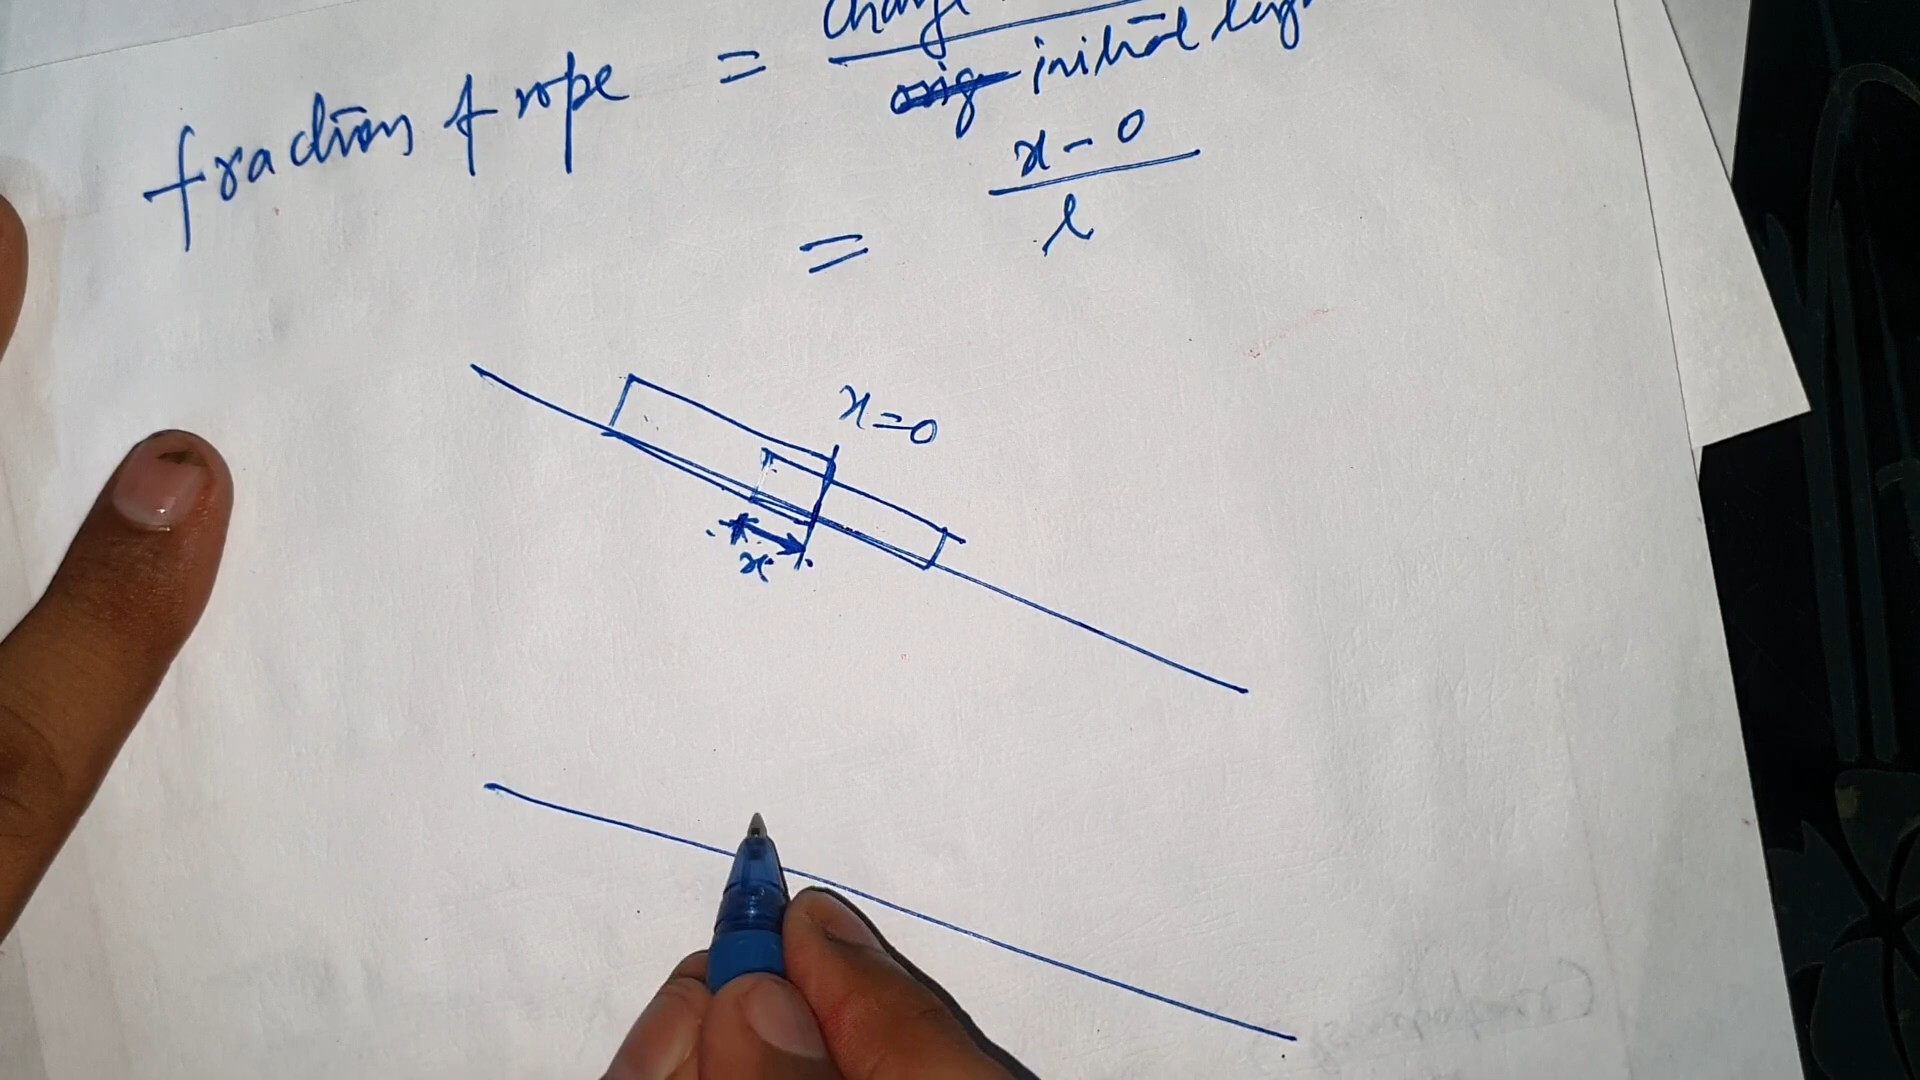 fraction of rope =
initial
= x - 0
l
x = 0
x